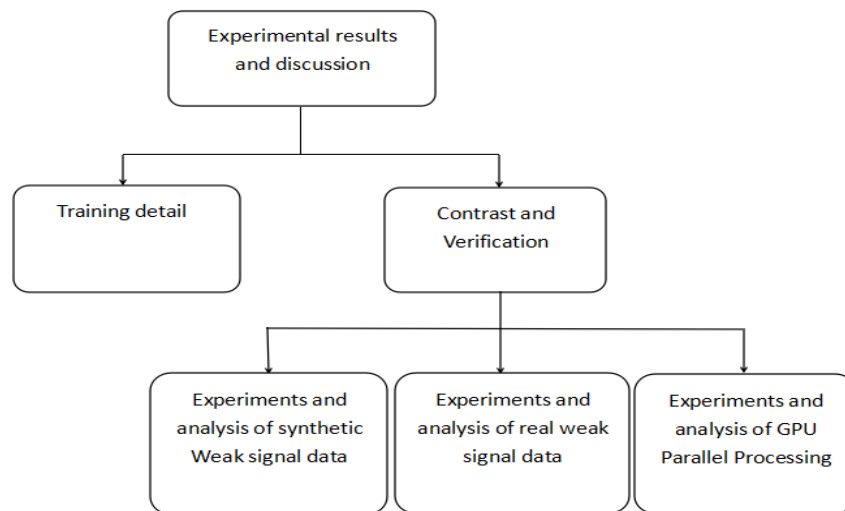 Experimental results
and discussion
Training detail
Contrast and
Verification
Experiments and
analysis of synthetic
Weak signal data
Experiments and
analysis of real weak
signal data
Experiments and
analysis of GPU
Parallel Processing